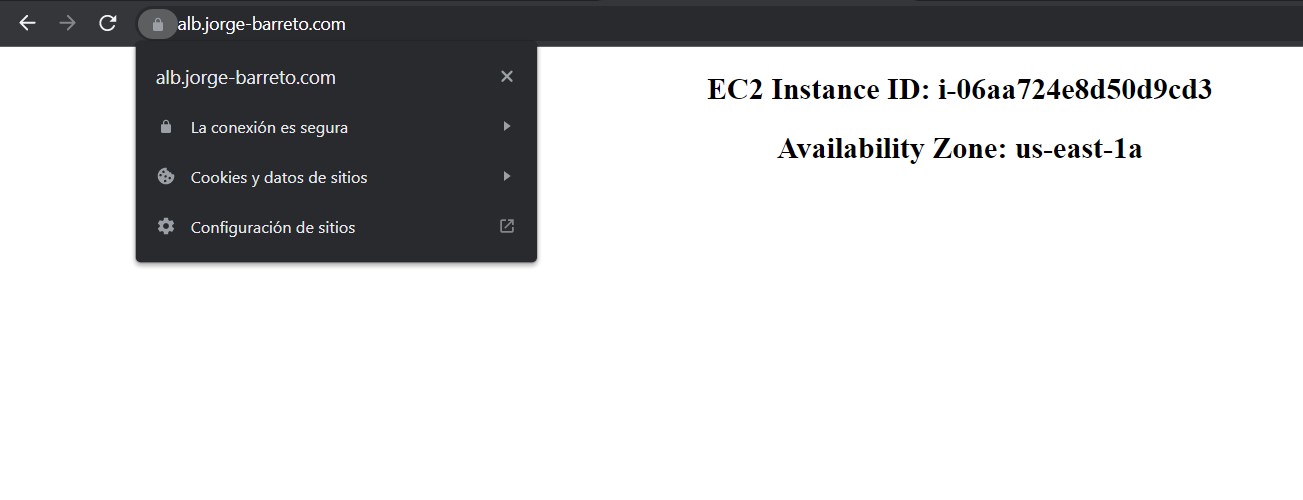 alb.jorge-barreto.com
alb.jorge-barreto.com
La conexión es segura
Cookies y datos de sitios
Configuración de sitios
EC2 Instance ID: i-06aa724e8d50d9cd3
Availability Zone: us-east-1a